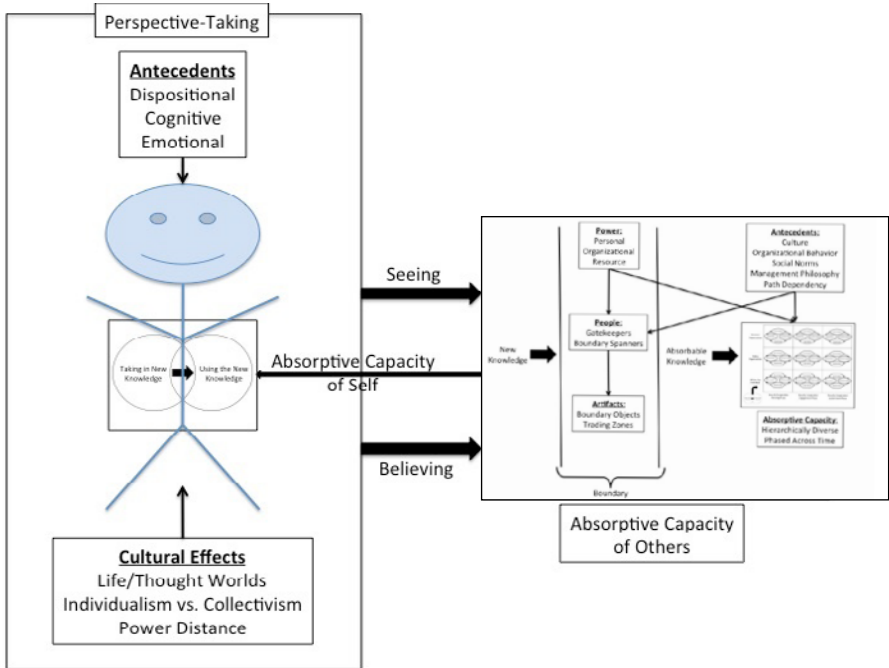 Perspective-Taking
Antecedents
Dispositional
Cognitive
Emotional
Taking in New
Knowledge
Using the New
Knowledge
Cultural Effects
Life/Thought Worlds
Individualism vs. Collectivism
Power Distance
Seeing
Absorptive Capacity
of Self
Believing
Power:
Personal
Organizational
Resource
Antecedents:
Culture
Organizational Behavior
Social Norms
Management Philosophy
Path Dependency
New
Knowledge
People:
Gatekeepers
Boundary Spanners
Absorbable
Knowledge
Artifacts:
Boundary Objects
Trading Zones
Absorptive Capacity:
Hierarchically Diverse
Phased Across Time
Boundary
Absorptive Capacity
of Others